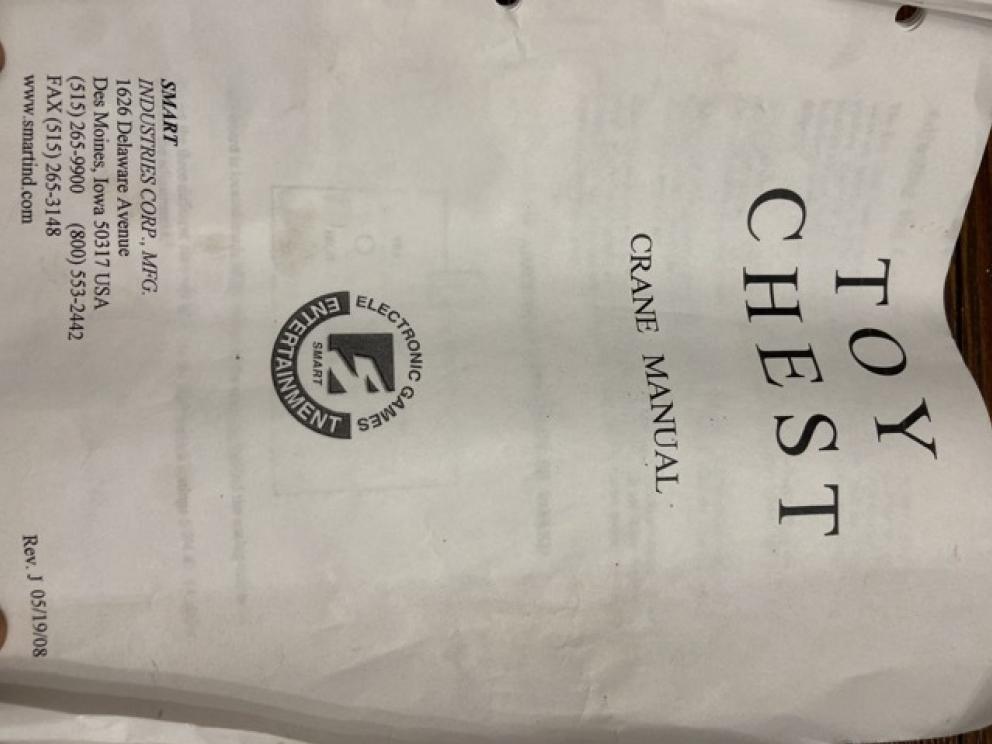 TOY
CHEST
CRANE MANUAL
ELECTRONIC GAMES
SMART
ENTERTAINMENT
SMART
INDUSTRIES CORP., MFG.
1626 Delaware Avenue
Des Moines, Iowa 50317 USA
(515) 265-9900 (800) 553-2442
FAX (515) 265-3148
www.smartind.com
Rev. J 05/19/08